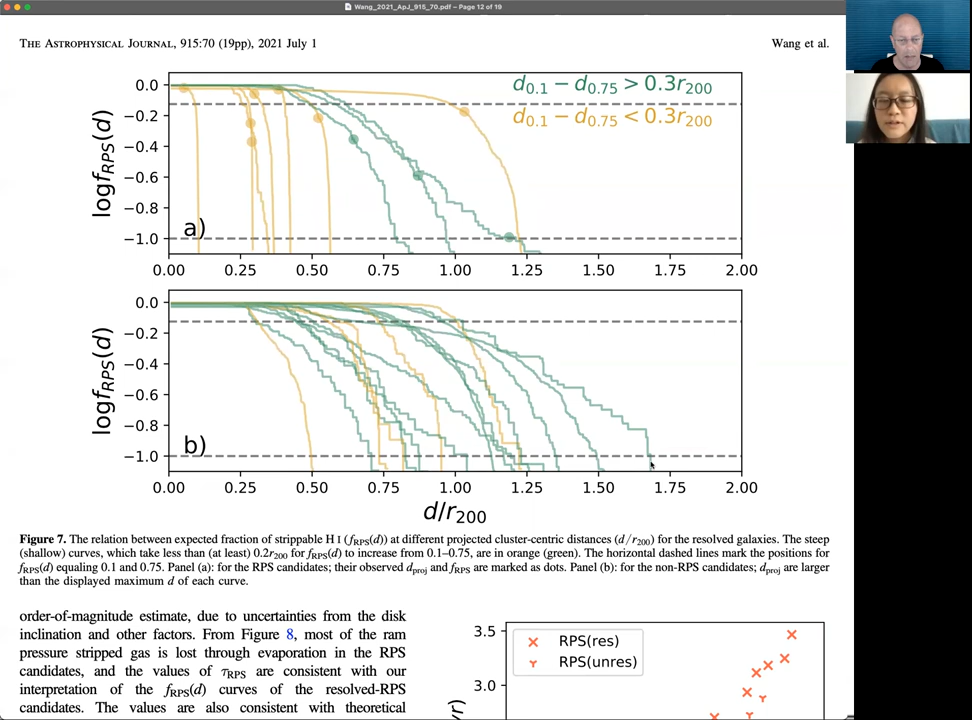 Wang_2021_ApJ_915_70.pdf – Page 12 of 19
THE ASTROPHYSICAL JOURNAL, 915:70 (19pp), 2021 July 1
Wang et al.
d0.1 − d0.75 > 0.3r200
d0.1 − d0.75 < 0.3r200
logfRPS(d)
0.0
−0.2
−0.4
−0.6
−0.8
−1.0
a)
0.00 0.25 0.50 0.75 1.00 1.25 1.50 1.75 2.00
logfRPS(d)
0.0
−0.2
−0.4
−0.6
−0.8
−1.0
b)
0.00 0.25 0.50 0.75 1.00 1.25 1.50 1.75 2.00
d/r200
Figure 7. The relation between expected fraction of strippable H I (fRPS(d)) at different projected cluster-centric distances (d/r200) for the resolved galaxies. The steep
(shallow) curves, which take less than (at least) 0.2r200 for fRPS(d) to increase from 0.1–0.75, are in orange (green). The horizontal dashed lines mark the positions for
fRPS(d) equaling 0.1 and 0.75. Panel (a): for the RPS candidates; their observed dproj and fRPS are marked as dots. Panel (b): for the non-RPS candidates; dproj are larger
than the displayed maximum d of each curve.
order-of-magnitude estimate, due to uncertainties from the disk
inclination and other factors. From Figure 8, most of the ram
pressure stripped gas is lost through evaporation in the RPS
candidates, and the values of τRPS are consistent with our
interpretation of the fRPS(d) curves of the resolved-RPS
candidates. The values are also consistent with theoretical
3.5
3.0
yr)
RPS(res)
RPS(unres)